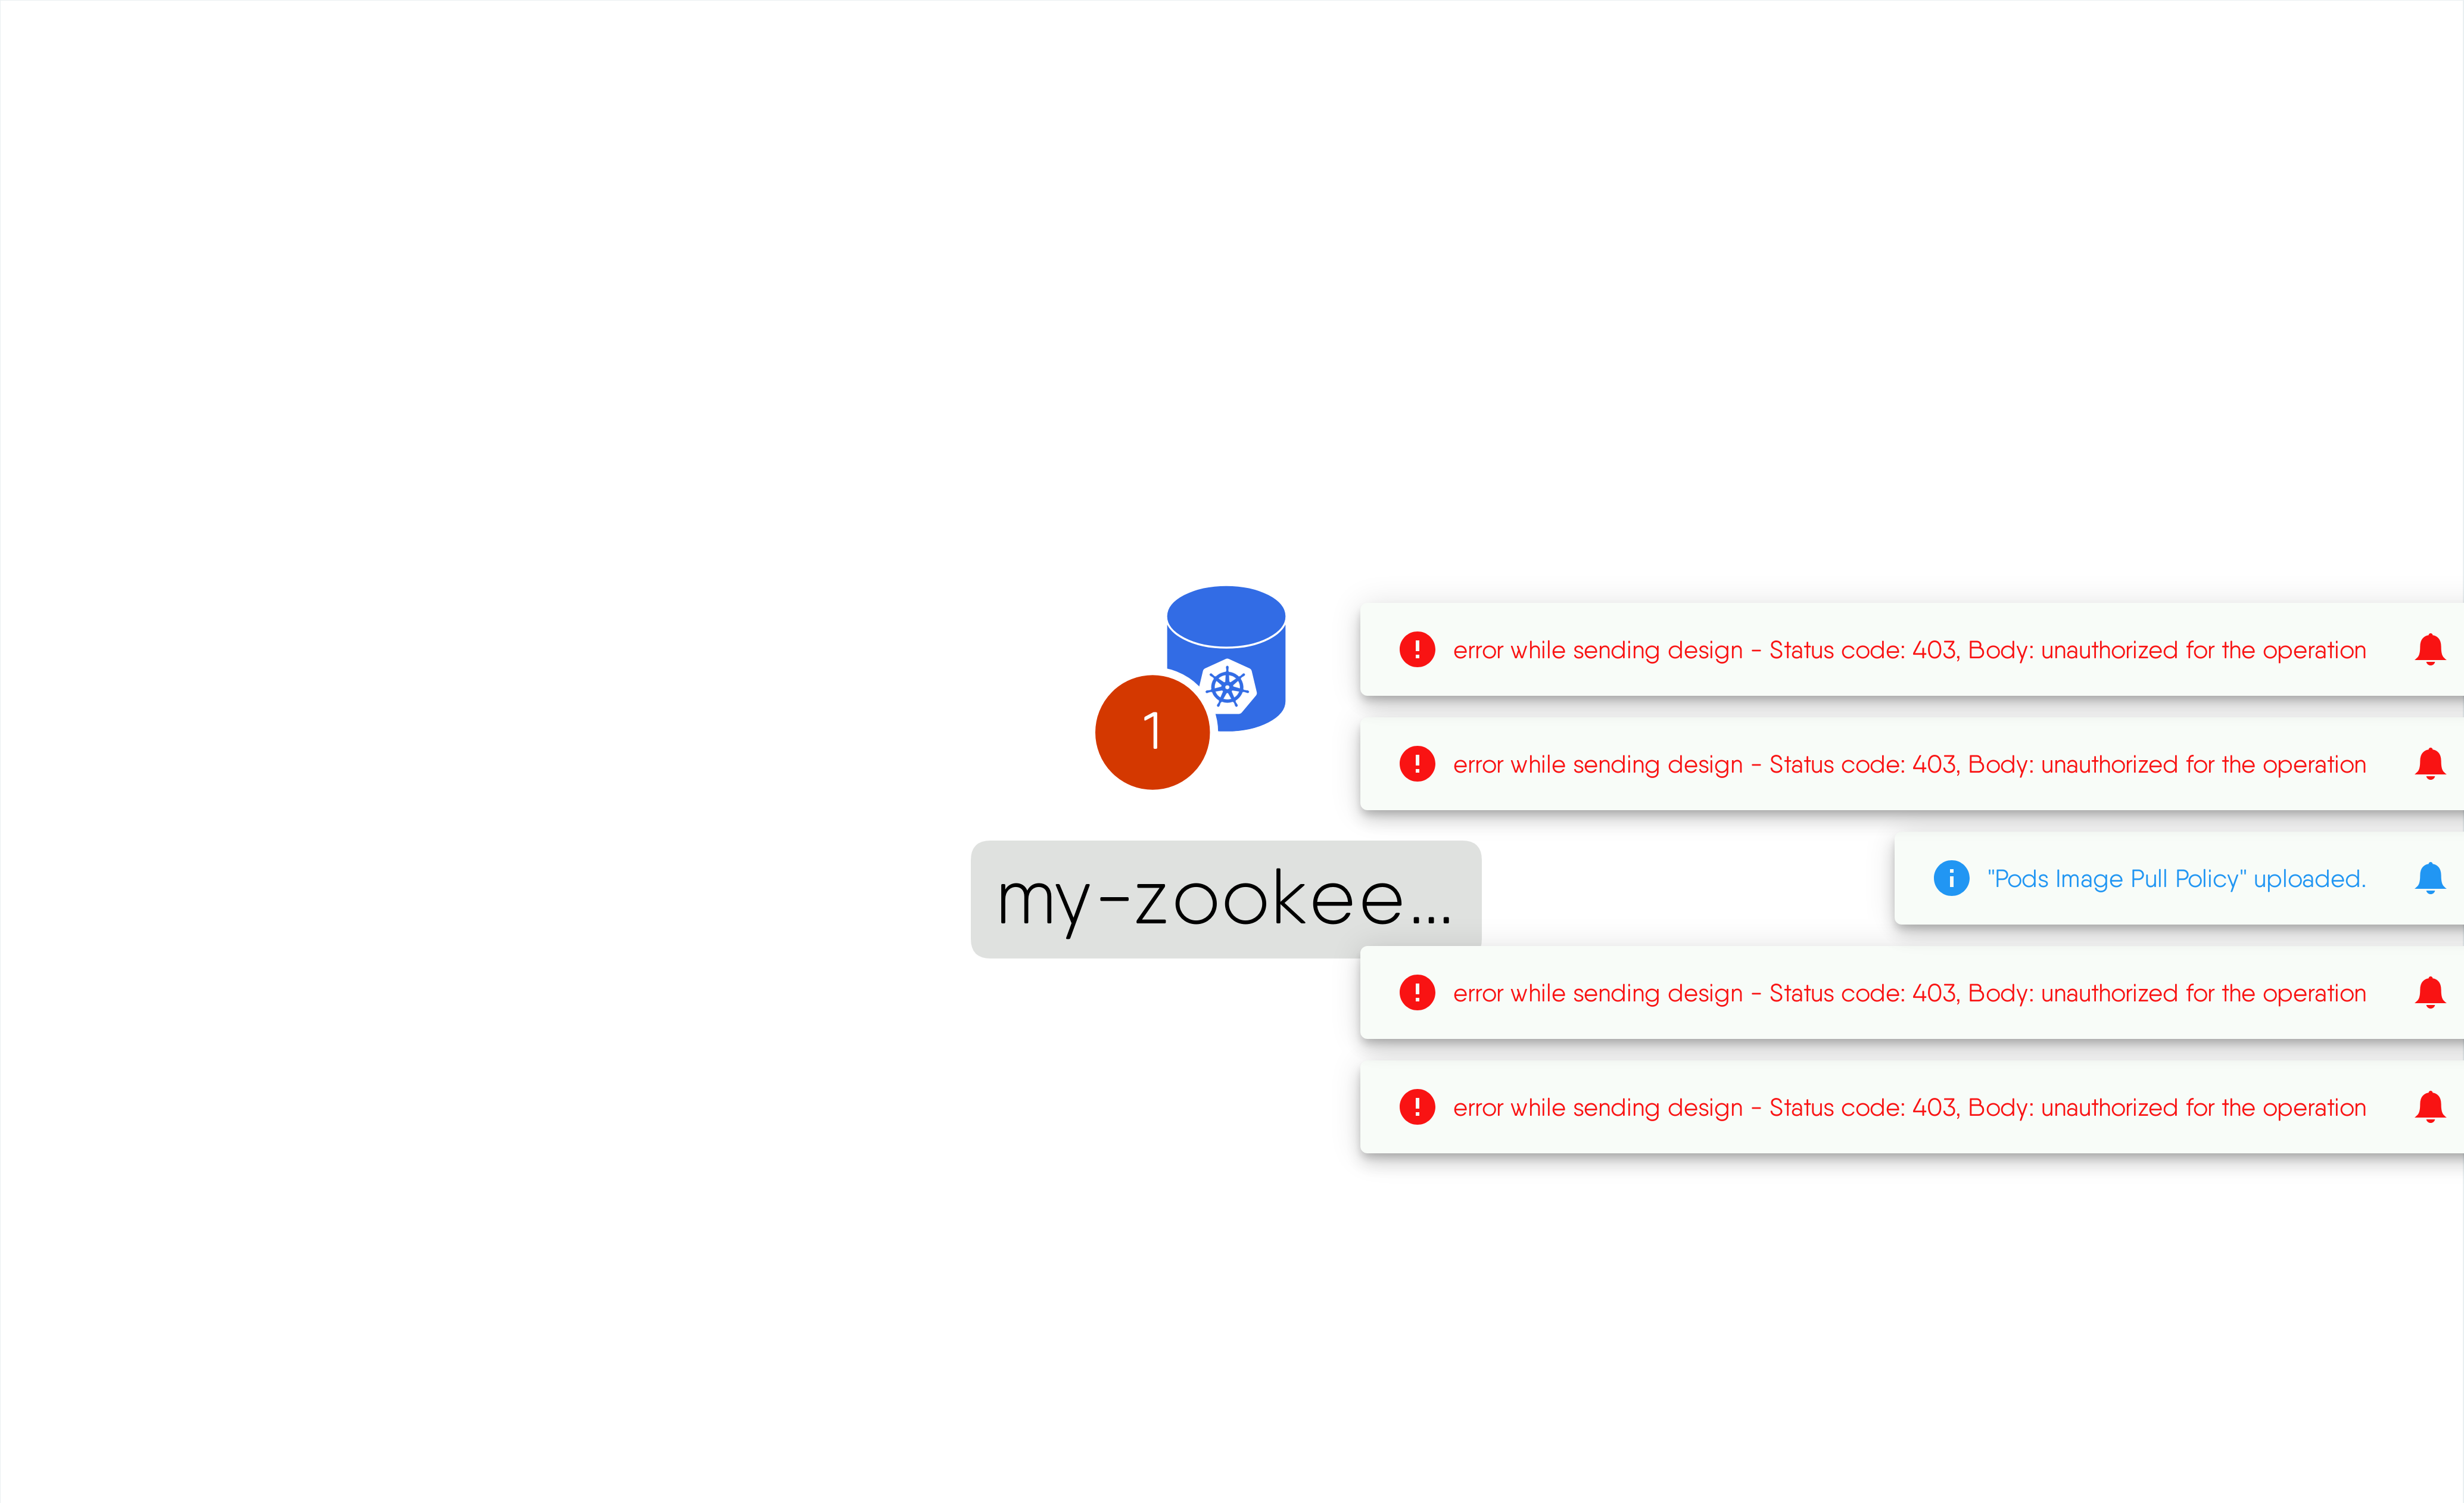 1
my-zookee...
error while sending design - Status code: 403, Body: unauthorized for the operation
error while sending design - Status code: 403, Body: unauthorized for the operation
"Pods Image Pull Policy" uploaded.
error while sending design - Status code: 403, Body: unauthorized for the operation
error while sending design - Status code: 403, Body: unauthorized for the operation